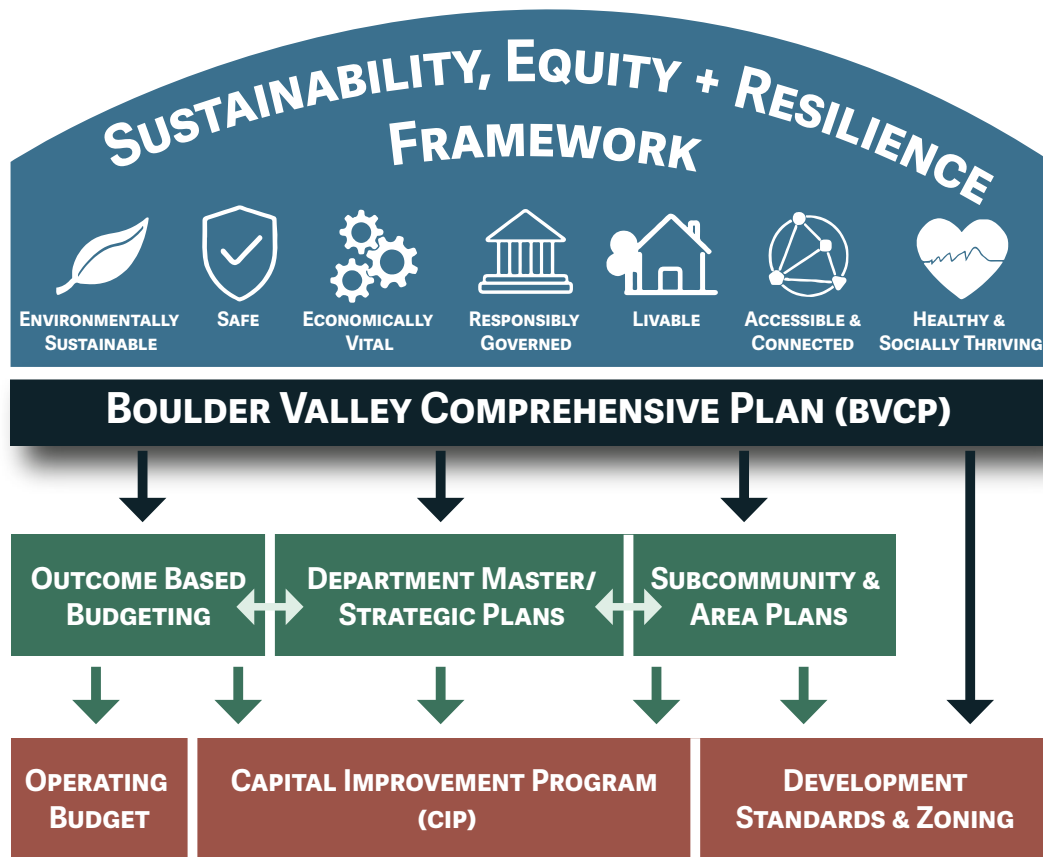 Sustainability, Equity + Resilience
Framework
Environmentally
Sustainable
Safe
Economically
Vital
Responsibly
Governed
Livable
Accessible &
Connected
Healthy &
Socially Thriving
Boulder Valley Comprehensive Plan (BVCP)
Outcome Based
Budgeting
Department Master/
Strategic Plans
Subcommunity &
Area Plans
Operating
Budget
Capital Improvement Program
(CIP)
Development
Standards & Zoning